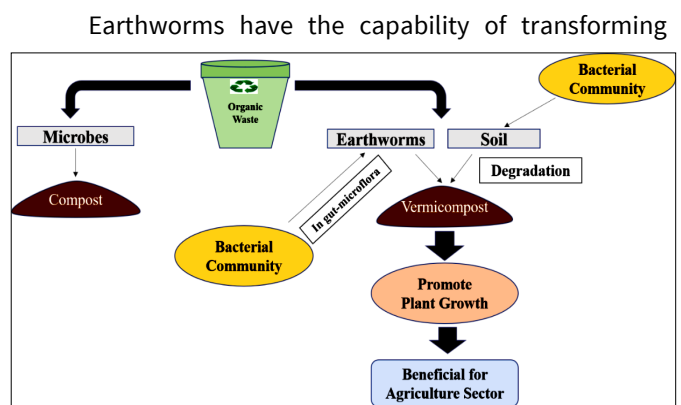 Earthworms have the capability of transforming
Bacterial
Community
Organic
Waste
Microbes
Earthworms
Soil
Degradation
In gut-microflora
Compost
Vermicompost
Bacterial
Community
Promote
Plant Growth
Beneficial for
Agriculture Sector